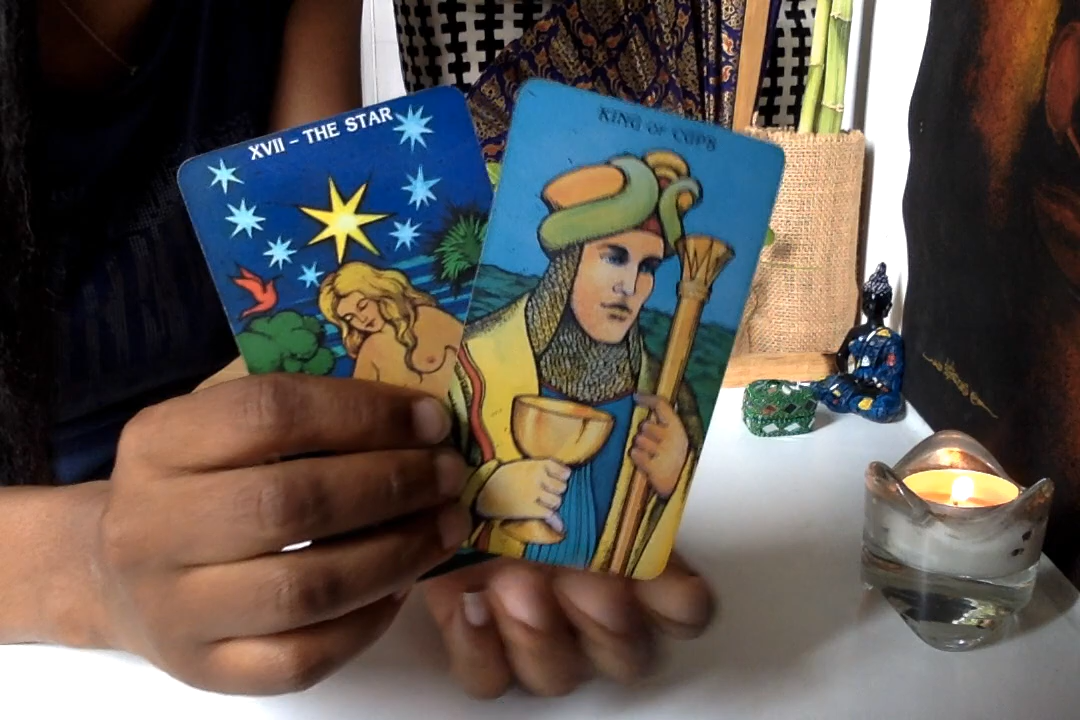 XVII – THE STAR
KING OF CUPS